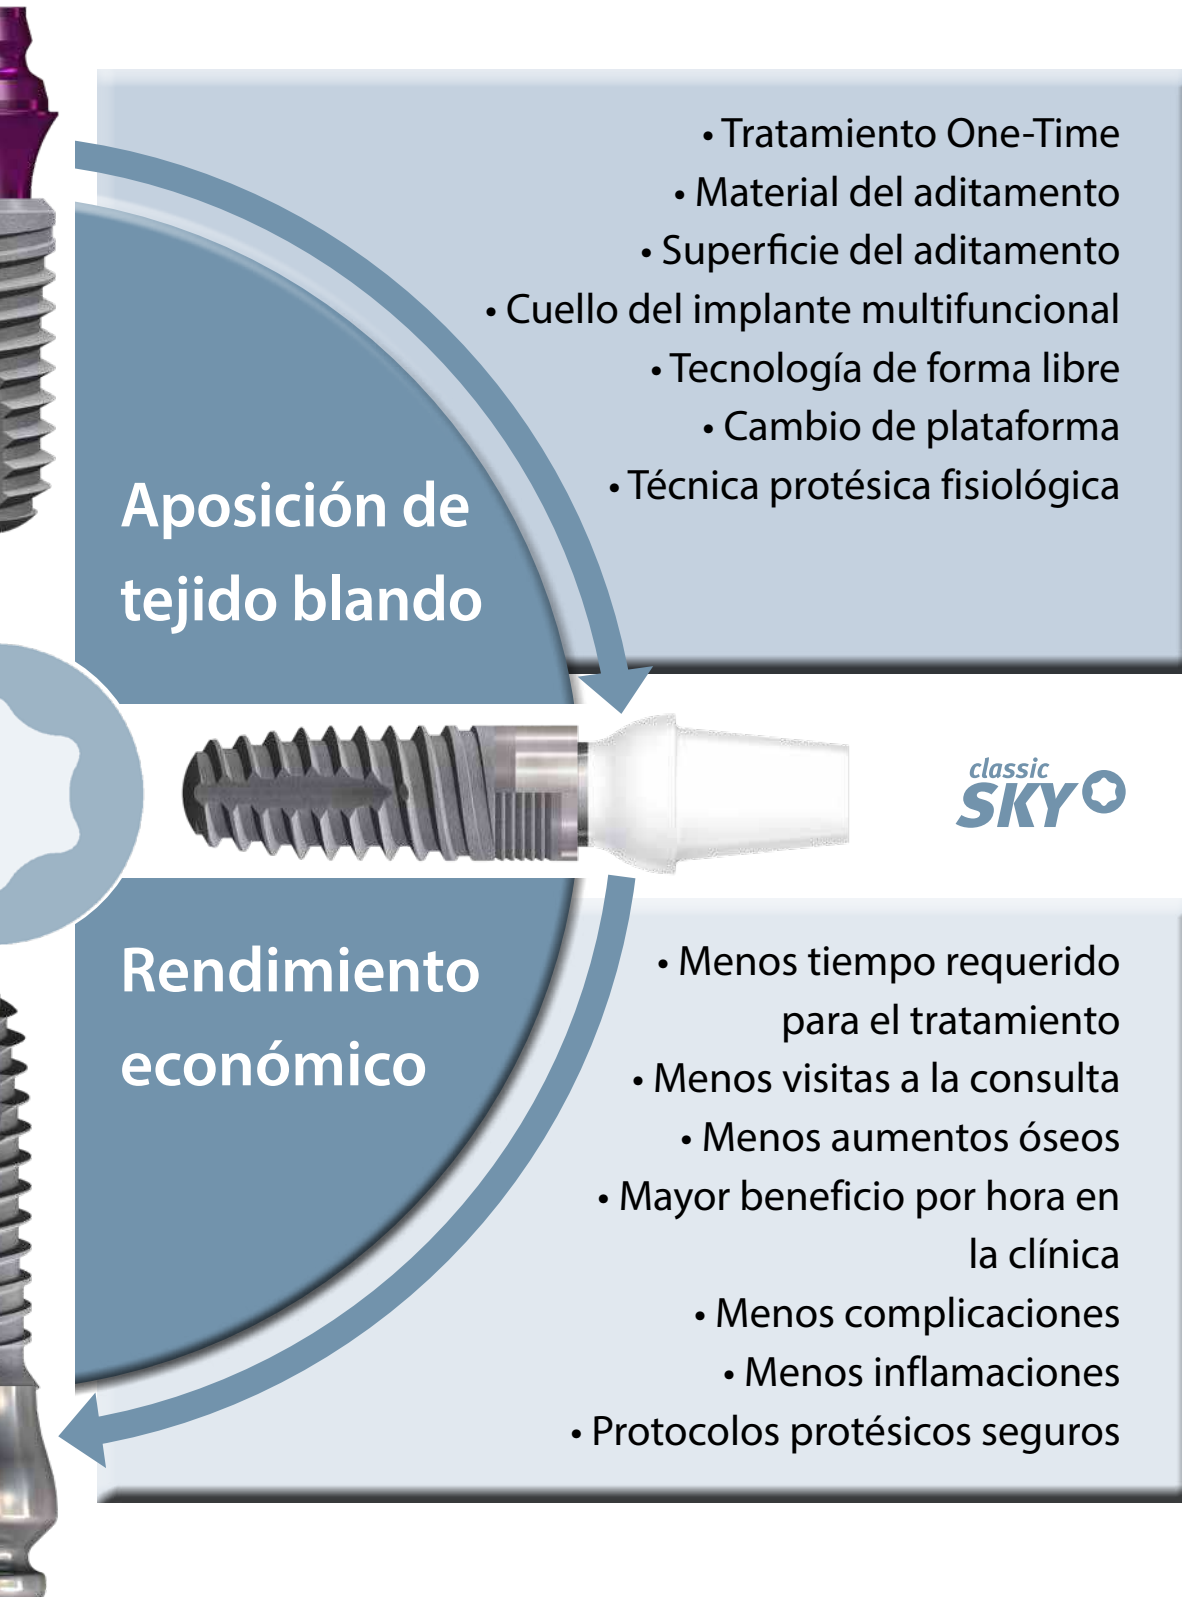 • Tratamiento One-Time
• Material del aditamento
• Superficie del aditamento
• Cuello del implante multifuncional
• Tecnología de forma libre
• Cambio de plataforma
• Técnica protésica fisiológica
Aposición de
tejido blando
classic
SKY
Rendimiento
económico
• Menos tiempo requerido
para el tratamiento
• Menos visitas a la consulta
• Menos aumentos óseos
• Mayor beneficio por hora en
la clínica
• Menos complicaciones
• Menos inflamaciones
• Protocolos protésicos seguros